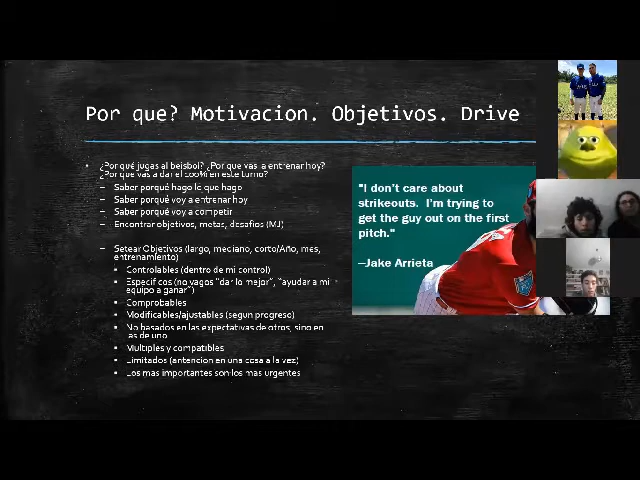 Por que? Motivacion. Objetivos. Drive
¿Por qué jugas al beisbol? ¿Por que vas a entrenar hoy?
¿Por que vas a dar el 100% en este turno?
Saber porqué hago lo que hago
Saber porqué voy a entrenar hoy
Saber porqué voy a competir
Encontrar objetivos, metas, desafios (MJ)
Setear Objetivos (largo, mediano, corto/Año, mes,
entrenamiento)
Controlables (dentro de mi control)
Especificos (no vagos "dar lo mejor", "ayudar a mi
equipo a ganar")
Comprobables
Modificables/ajustables (segun progreso)
No basados en las expectativas de otros, sino en
las de uno
Multiples y compatibles
Limitados (antencion en una cosa a la vez)
Los mas importantes son los mas urgentes
"I don't care about
strikeouts. I'm trying to
get the guy out on the first
pitch."
—Jake Arrieta